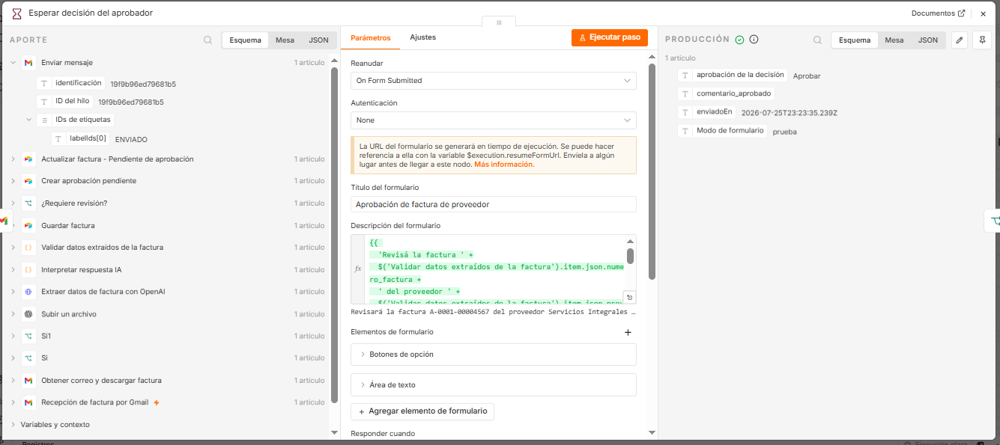 Esperar decisión del aprobador
Documentos
APORTE
Esquema
Mesa
JSON
Enviar mensaje
1 artículo
identificación
19f9b96ed79681b5
ID del hilo
19f9b96ed79681b5
IDs de etiquetas
labelIds[0]
ENVIADO
Actualizar factura - Pendiente de aprobación
1 artículo
Crear aprobación pendiente
1 artículo
¿Requiere revisión?
1 artículo
Guardar factura
1 artículo
Validar datos extraídos de la factura
1 artículo
Interpretar respuesta IA
1 artículo
Extraer datos de factura con OpenAI
1 artículo
Subir un archivo
1 artículo
Si1
1 artículo
Si
1 artículo
Obtener correo y descargar factura
1 artículo
Recepción de factura por Gmail
1 artículo
Variables y contexto
Parámetros
Ajustes
Ejecutar paso
Reanudar
On Form Submitted
Autenticación
None
La URL del formulario se generará en tiempo de ejecución. Se puede hacer
referencia a ella con la variable $execution.resumeFormUrl. Envíela a algún
lugar antes de llegar a este nodo. Más información.
Título del formulario
Aprobación de factura de proveedor
Descripción del formulario
fx
{{
'Revisá la factura ' +
$('Validar datos extraídos de la factura').item.json.nume
ro_factura +
' del proveedor ' +
$('Validar datos extraídos de la factura').item.json.prov
Revisará la factura A-0001-00004567 del proveedor Servicios Integrales …
Elementos de formulario
Botones de opción
Área de texto
Agregar elemento de formulario
Responder cuando
PRODUCCIÓN
Esquema
Mesa
JSON
1 artículo
aprobación de la decisión
Aprobar
comentario_aprobado
enviadoEn
2026-07-25T23:23:35.239Z
Modo de formulario
prueba
Registros